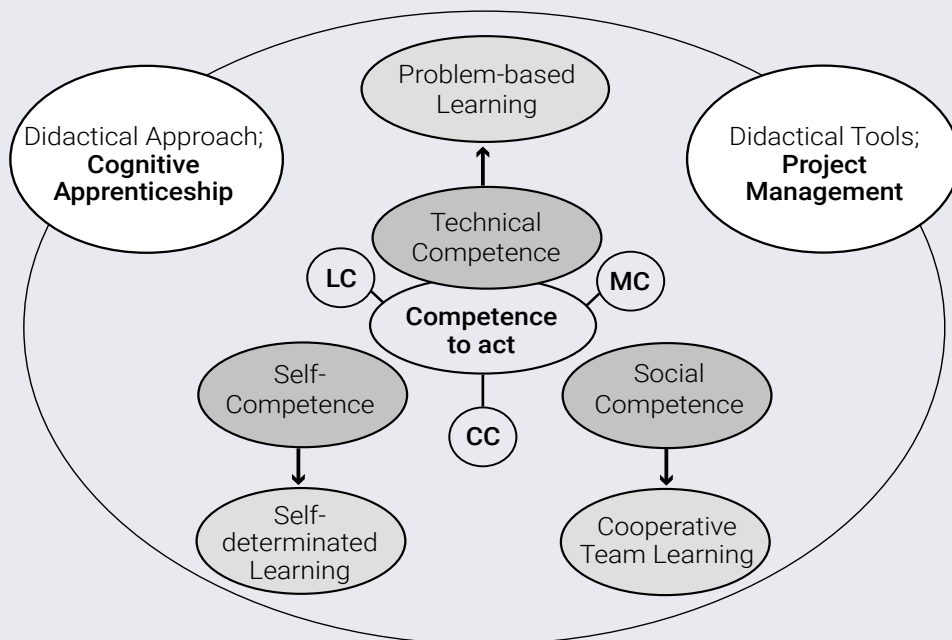 Problem-based
Learning
Didactical Approach;
Cognitive
Apprenticeship
Didactical Tools;
Project
Management
Technical
Competence
LC
MC
Competence
to act
Self-
Competence
Social
Competence
CC
Self-
determinated
Learning
Cooperative
Team Learning